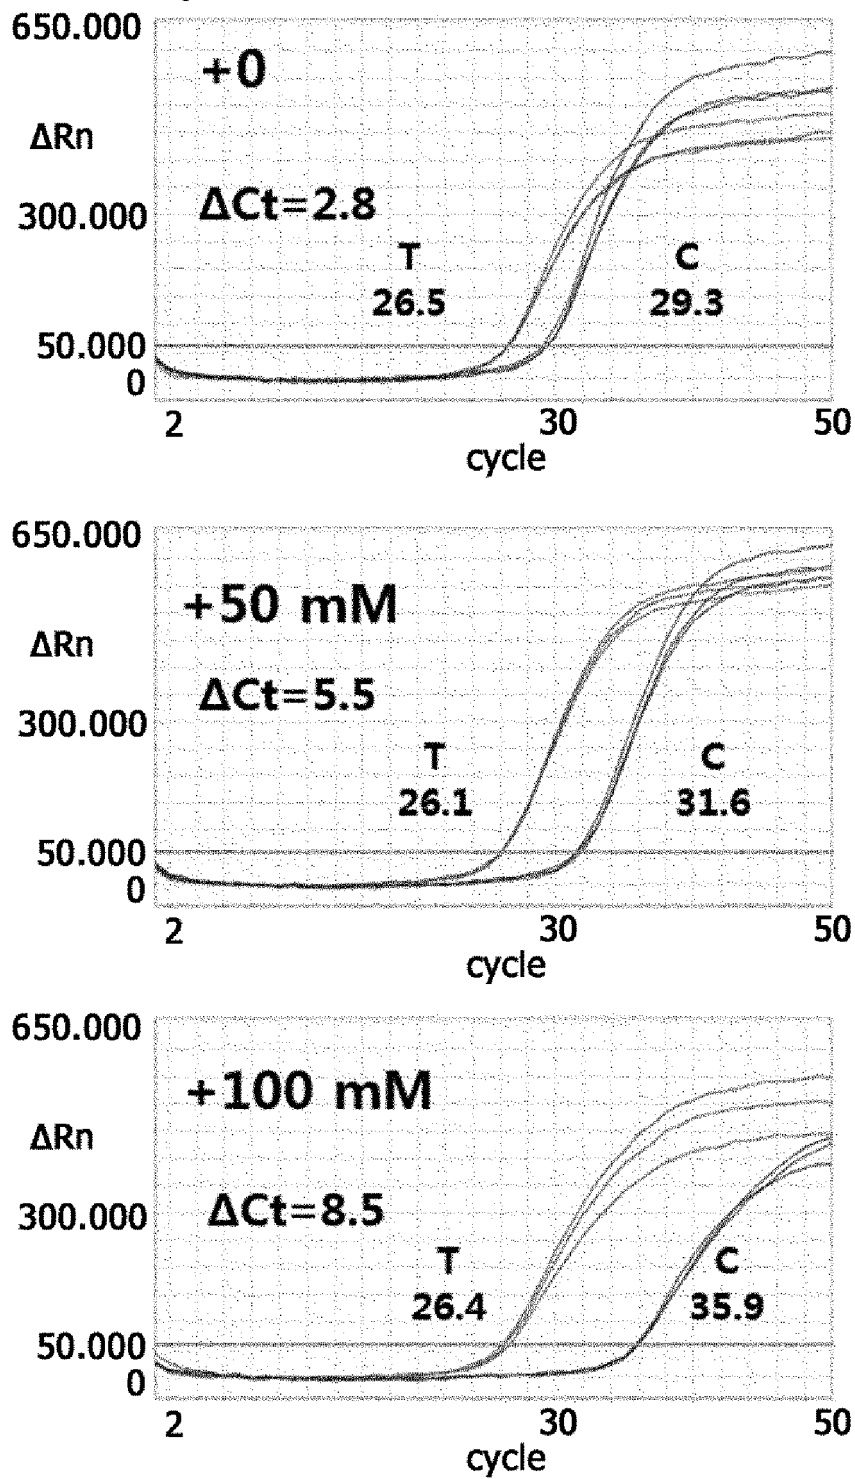 650.000
+0
ΔRn
ΔCt=2.8
300.000
T
C
26.5
29.3
50.000
0
2
30
50
cycle
650.000
+50 mM
ΔRn
ΔCt=5.5
300.000
T
C
26.1
31.6
50.000
0
2
30
50
cycle
650.000
+100 mM
ΔRn
ΔCt=8.5
300.000
T
C
26.4
35.9
50.000
0
2
30
50
cycle